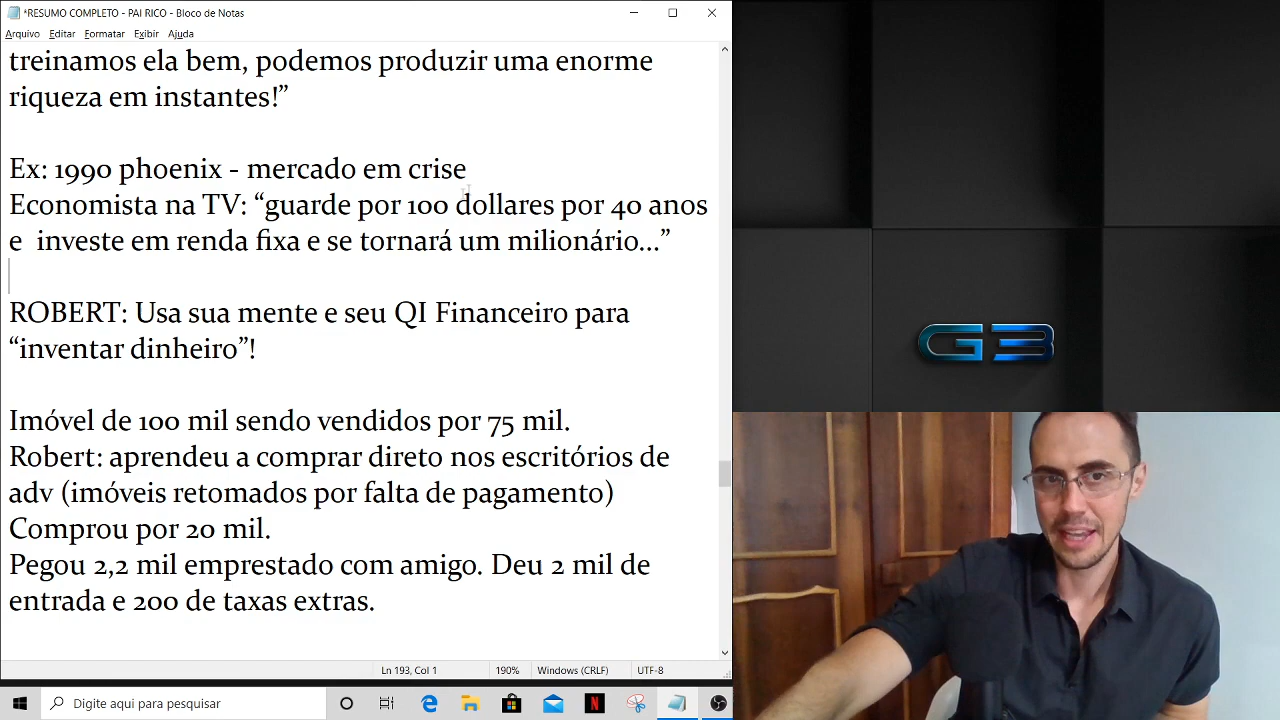 *RESUMO COMPLETO - PAI RICO - Bloco de Notas
Arquivo Editar Formatar Exibir Ajuda
treinamos ela bem, podemos produzir uma enorme
riqueza em instantes!”
Ex: 1990 phoenix - mercado em crise
Economista na TV: “guarde por 100 dollares por 40 anos
e  investe em renda fixa e se tornará um milionário...”
ROBERT: Usa sua mente e seu QI Financeiro para
“inventar dinheiro”!
Imóvel de 100 mil sendo vendidos por 75 mil.
Robert: aprendeu a comprar direto nos escritórios de
adv (imóveis retomados por falta de pagamento)
Comprou por 20 mil.
Pegou 2,2 mil emprestado com amigo. Deu 2 mil de
entrada e 200 de taxas extras.
Ln 193, Col 1 190% Windows (CRLF) UTF-8
Digite aqui para pesquisar
G3